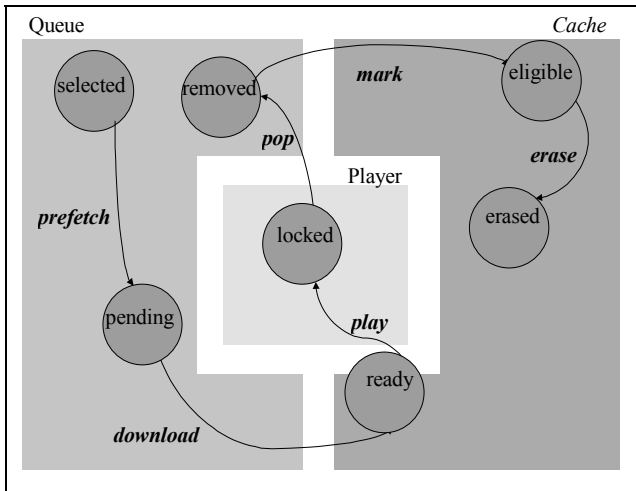 Queue
Cache
selected
removed
mark
eligible
pop
erase
Player
prefetch
locked
erased
pending
play
ready
download